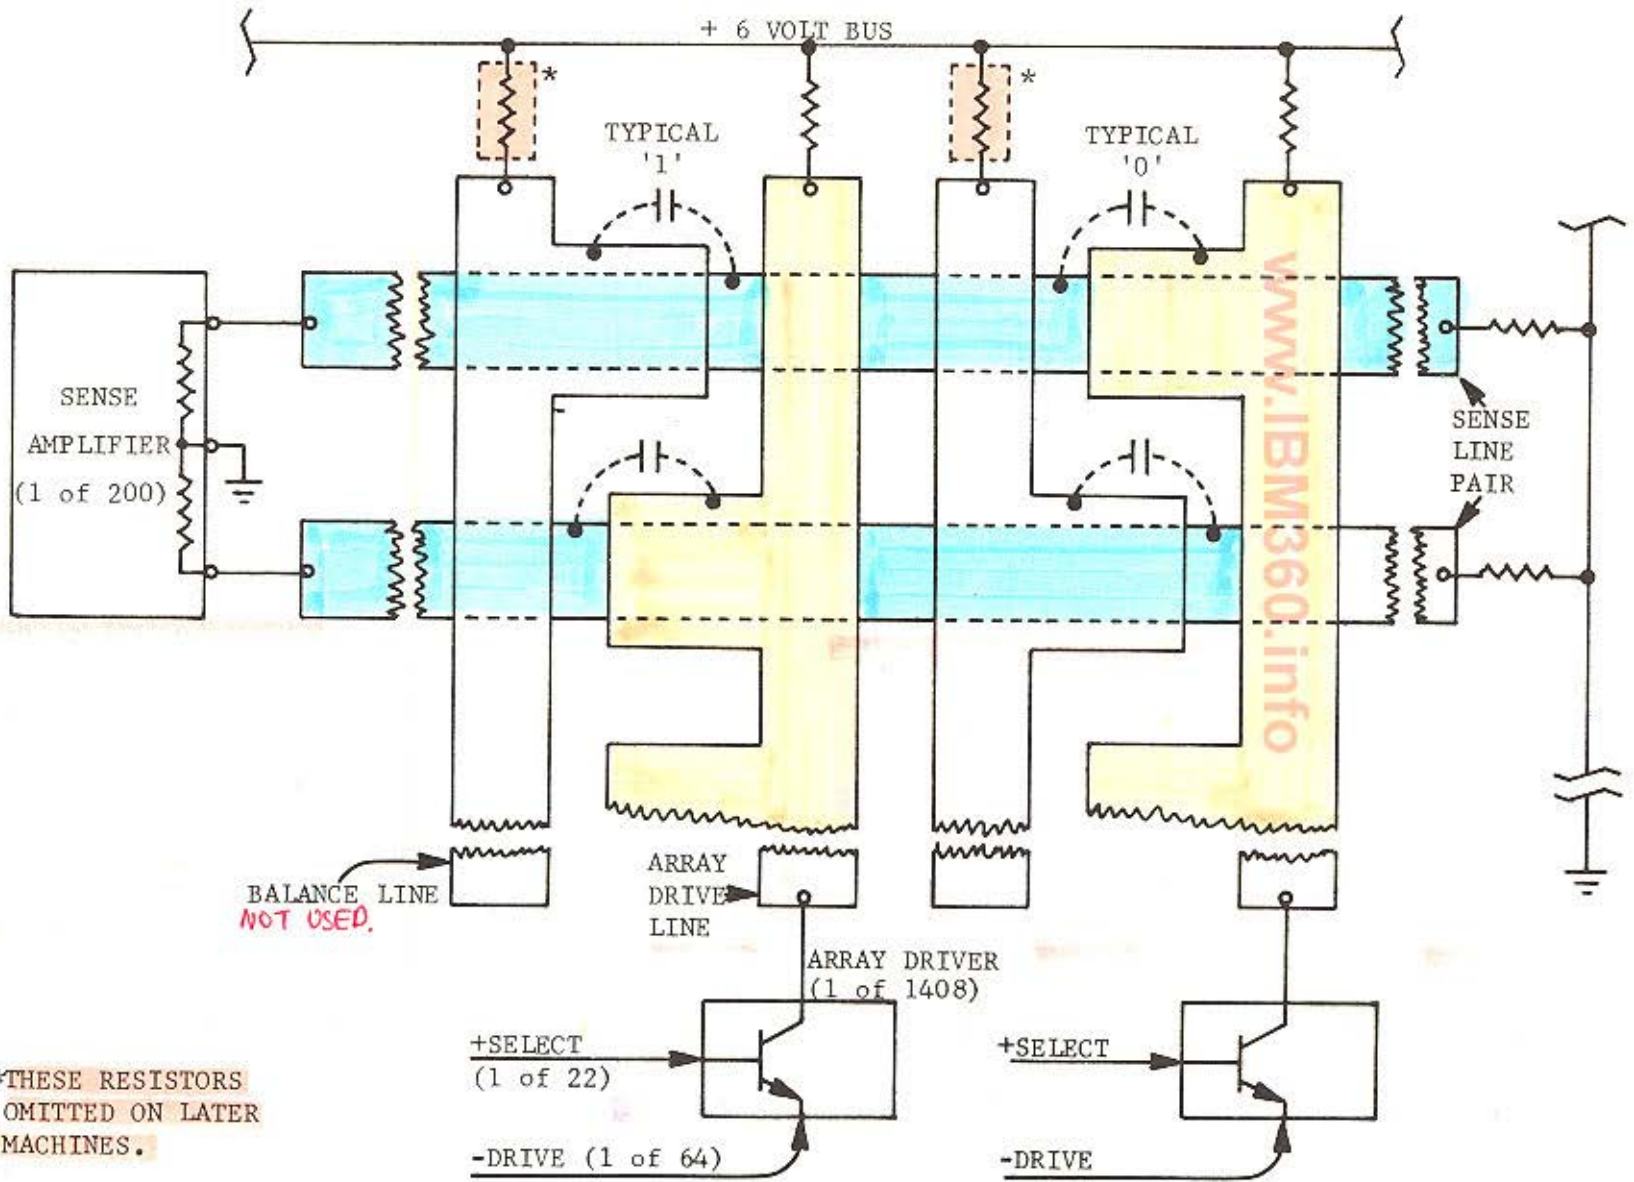 + 6 VOLT BUS
*
*
TYPICAL
'1'
TYPICAL
'0'
SENSE
AMPLIFIER
(1 of 200)
SENSE
LINE
PAIR
www.IBM360.info
BALANCE LINE
NOT USED.
ARRAY
DRIVE
LINE
ARRAY DRIVER
(1 of 1408)
+SELECT
(1 of 22)
-DRIVE (1 of 64)
+SELECT
-DRIVE
*THESE RESISTORS
OMITTED ON LATER
MACHINES.